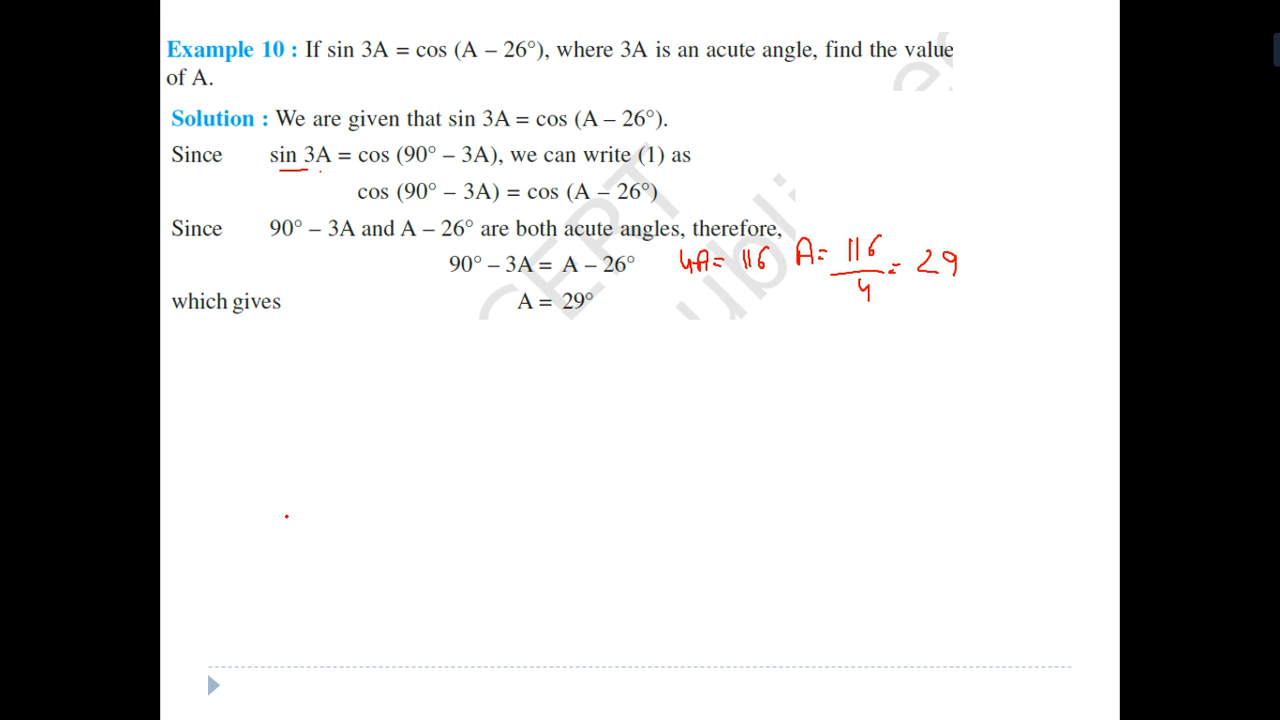 Example 10 : If sin 3A = cos (A – 26°), where 3A is an acute angle, find the value
of A.
Solution : We are given that sin 3A = cos (A – 26°).
Since sin 3A = cos (90° – 3A), we can write (1) as
cos (90° – 3A) = cos (A – 26°)
Since 90° – 3A and A – 26° are both acute angles, therefore,
90° – 3A = A – 26° 4A = 116 A = 116/4 = 29
which gives A = 29°